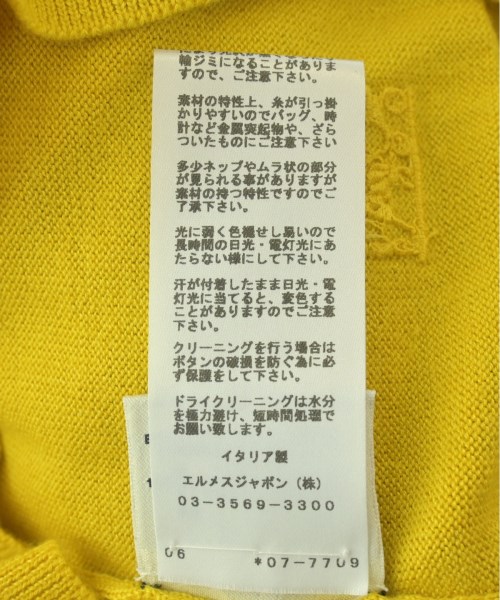 輪ジミになることがありま
すので、ご注意下さい。
素材の特性上、糸が引っ掛
かりやすいのでバッグ、時
計など金属突起物や、ざら
ついたものにご注意下さい
多少ネップやムラ状の部分
が見られる事がありますが
素材の持つ特性ですのでご
了承下さい。
光に弱く色褪せし易いので
長時間の日光・電灯光にあ
たらない様にして下さい。
汗が付着したまま日光・電
灯光に当てると、変色する
ことがありますのでご注意
下さい。
クリーニングを行う場合は
ボタンの破損を防ぐ為に必
ず保護をして下さい。
ドライクリーニングは水分
を極力避け、短時間処理で
お願い致します。
イタリア製
エルメスジャポン（株）
03-3569-3300
06
*07-7709